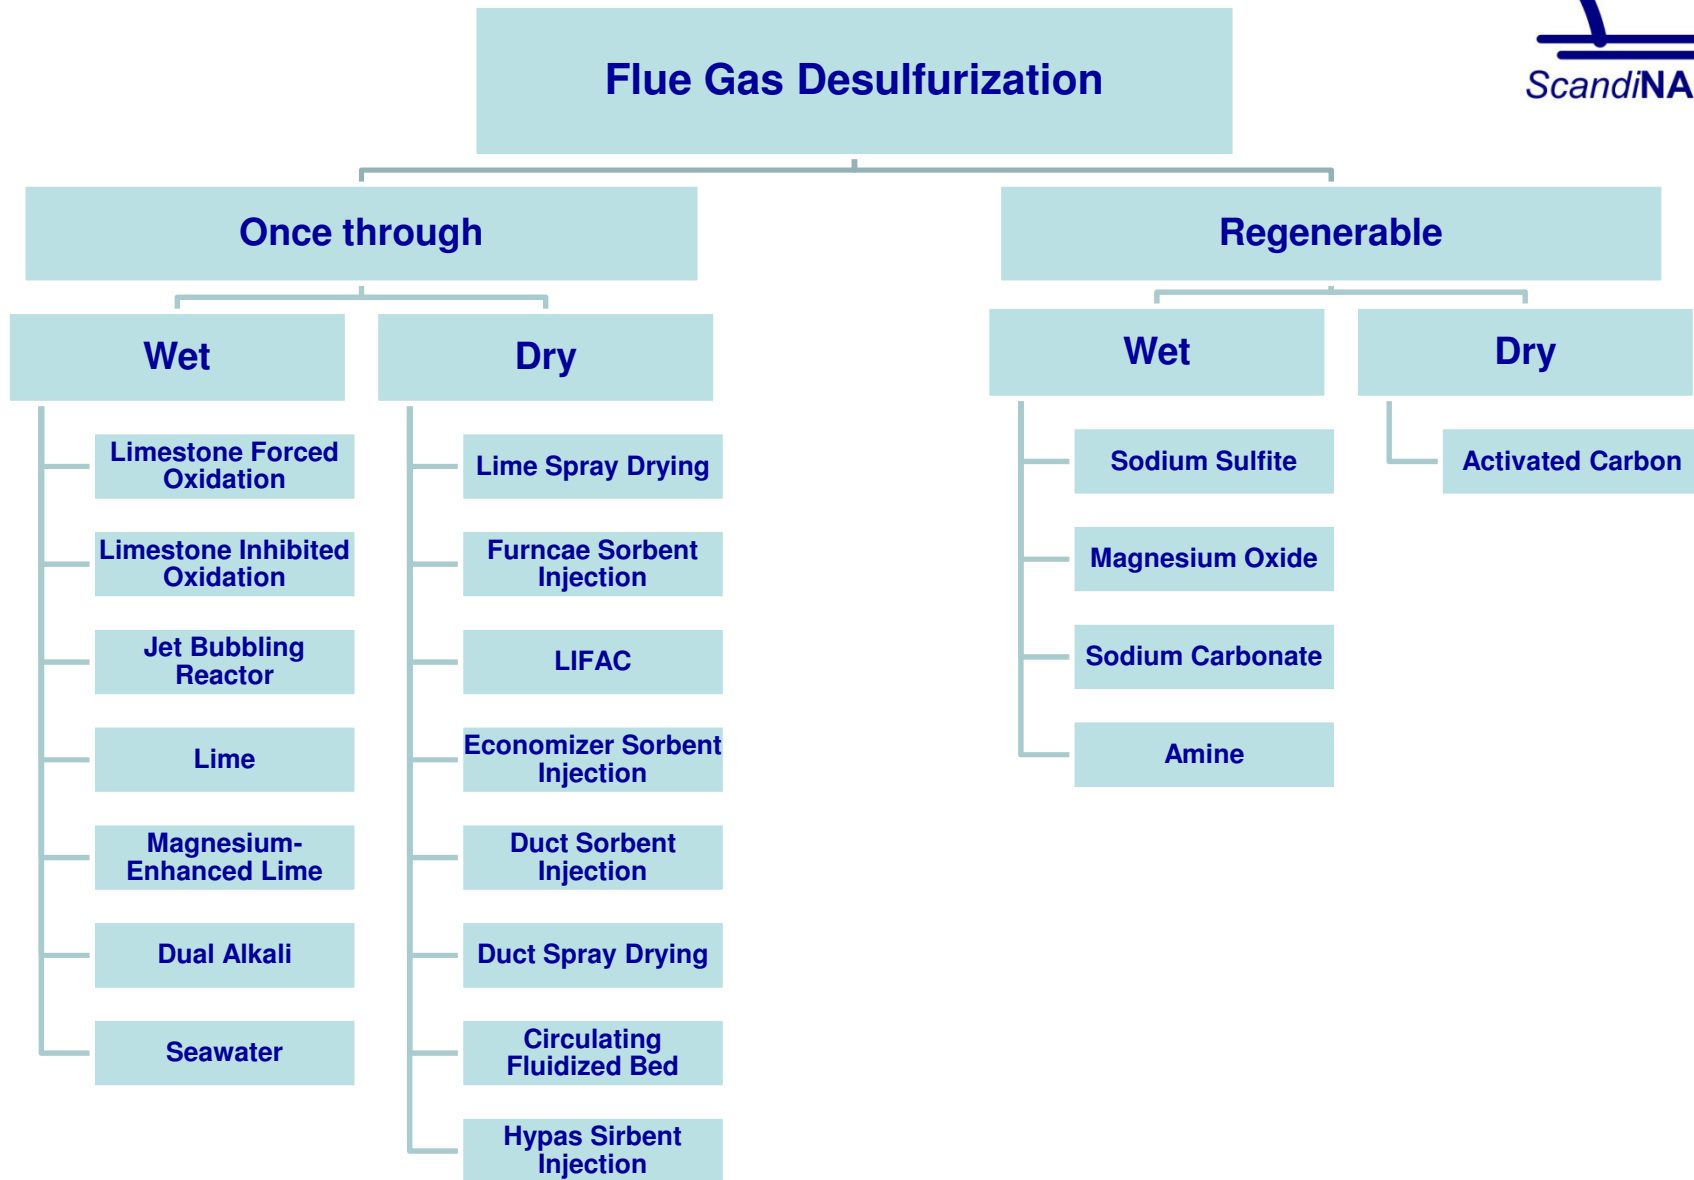 Flue Gas Desulfurization
ScandiNA
Once through
Regenerable
Wet
Dry
Wet
Dry
Limestone Forced
Oxidation
Limestone Inhibited
Oxidation
Jet Bubbling
Reactor
Lime
Magnesium-
Enhanced Lime
Dual Alkali
Seawater
Lime Spray Drying
Furncae Sorbent
Injection
LIFAC
Economizer Sorbent
Injection
Duct Sorbent
Injection
Duct Spray Drying
Circulating
Fluidized Bed
Hypas Sirbent
Injection
Sodium Sulfite
Magnesium Oxide
Sodium Carbonate
Amine
Activated Carbon